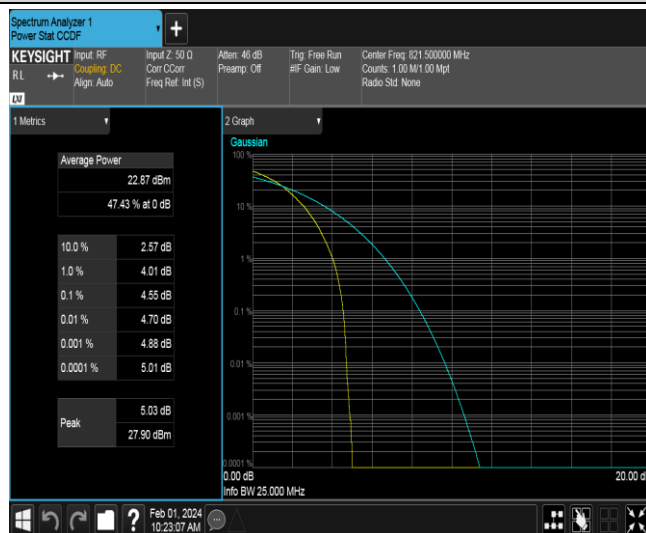 Spectrum Analyzer 1
Power Stat CCDF
+
KEYSIGHT
RL
LXI
Input: RF
Coupling: DC
Align: Auto
Input Z: 50 Ω
Corr CCorr
Freq Ref: Int (S)
Atten: 46 dB
Preamp: Off
Trig: Free Run
#IF Gain: Low
Center Freq: 821.500000 MHz
Counts: 1.00 M/1.00 Mpt
Radio Std: None
1 Metrics
Average Power
22.87 dBm
47.43 % at 0 dB
10.0 % 2.57 dB
1.0 % 4.01 dB
0.1 % 4.55 dB
0.01 % 4.70 dB
0.001 % 4.88 dB
0.0001 % 5.01 dB
Peak
5.03 dB
27.90 dBm
2 Graph
Gaussian
100 %
10 %
1 %
0.1 %
0.01 %
0.001 %
0.0001 %
0.00 dB
20.00 d
Info BW 25.000 MHz
?
Feb 01, 2024
10:23:07 AM